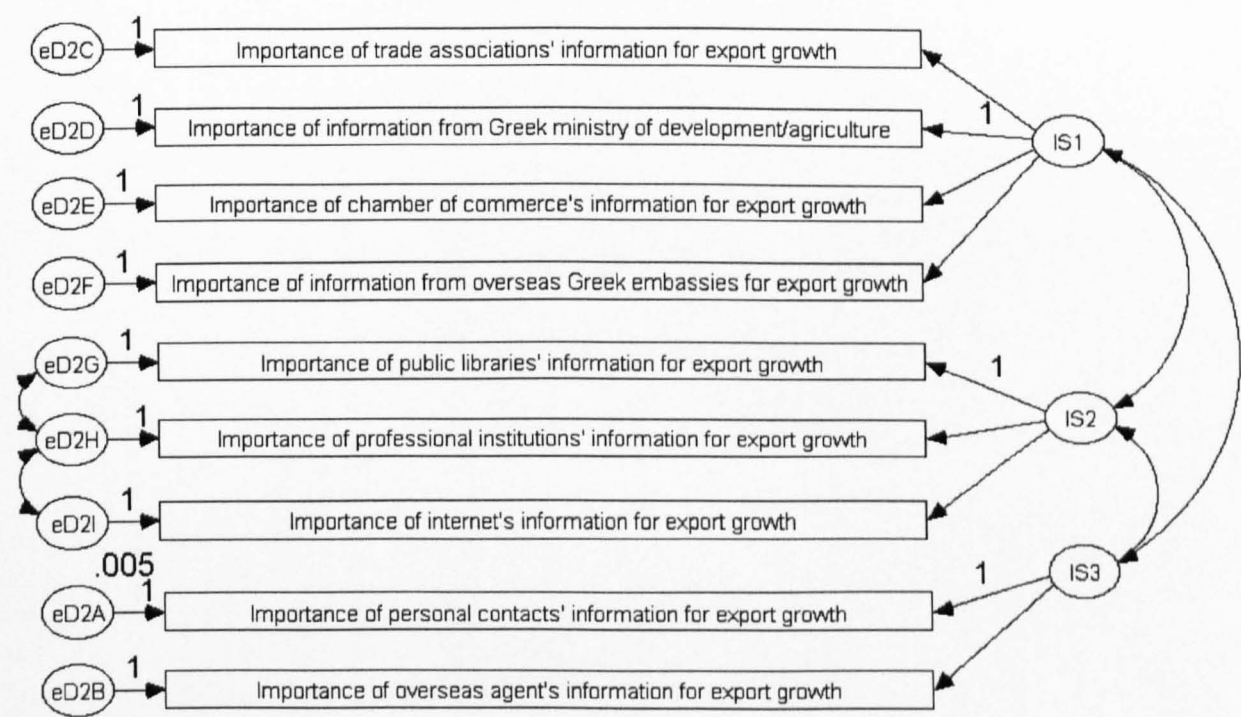 1
eD2C
Importance of trade associations' information for export growth
1
eD2D
Importance of information from Greek ministry of development/agriculture
1
IS1
1
eD2E
Importance of chamber of commerce's information for export growth
1
eD2F
Importance of information from overseas Greek embassies for export growth
1
eD2G
Importance of public libraries' information for export growth
1
1
eD2H
Importance of professional institutions' information for export growth
IS2
1
eD2I
Importance of internet's information for export growth
.005
1
eD2A
Importance of personal contacts' information for export growth
1
IS3
1
eD2B
Importance of overseas agent's information for export growth